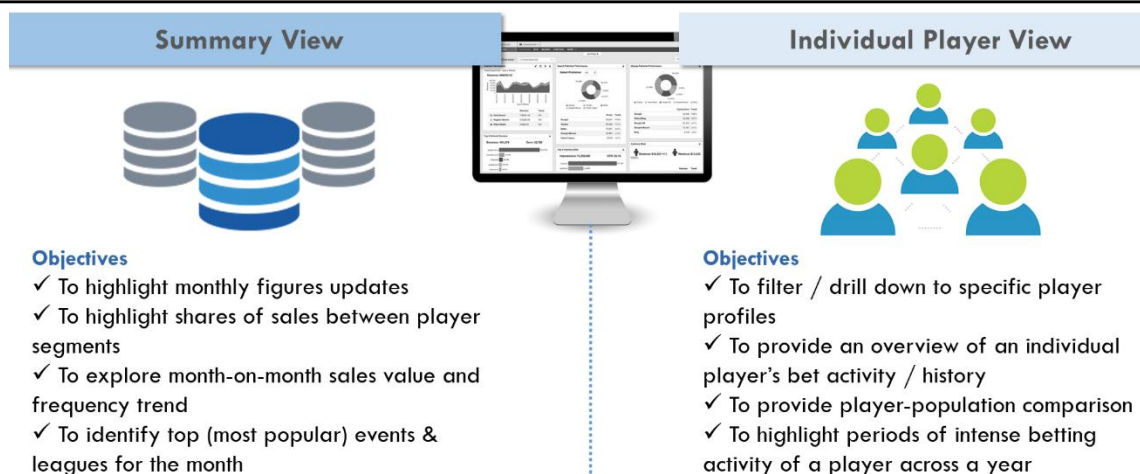 Summary View
Individual Player View
Objectives
✓ To highlight monthly figures updates
✓ To highlight shares of sales between player
segments
✓ To explore month-on-month sales value and
frequency trend
✓ To identify top (most popular) events &
leagues for the month
Objectives
✓ To filter / drill down to specific player
profiles
✓ To provide an overview of an individual
player's bet activity / history
✓ To provide player-population comparison
✓ To highlight periods of intense betting
activity of a player across a year